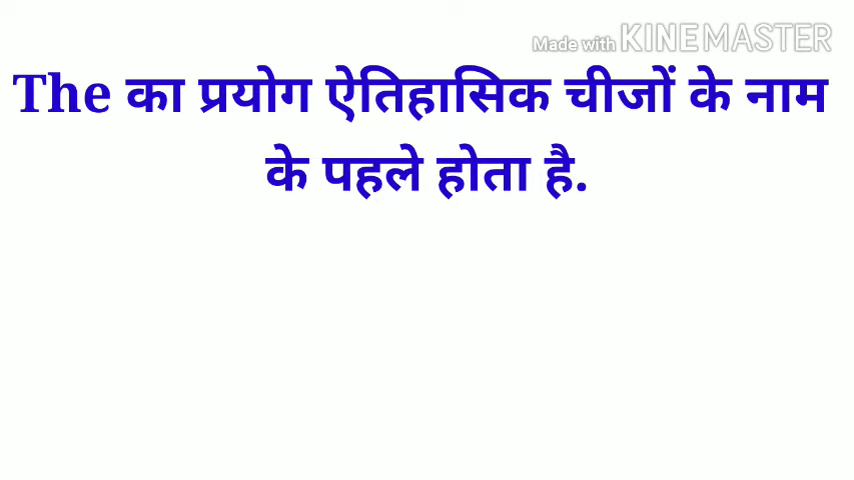 Made with KINEMASTER
The का प्रयोग ऐतिहासिक चीजों के नाम
के पहले होता है.